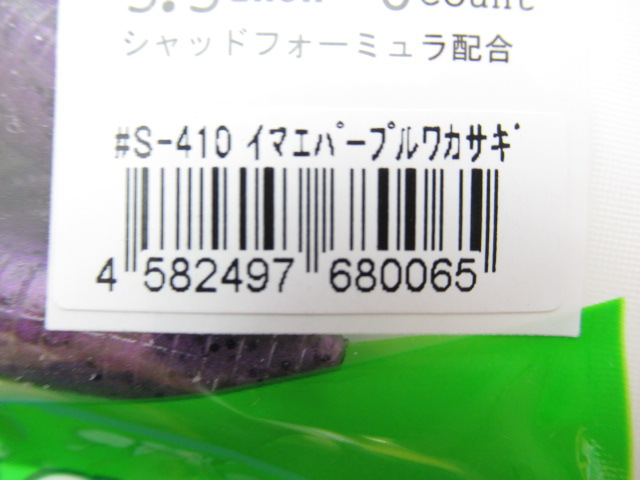 count
シャッドフォーミュラ配合
#S-410 イマエパープルワカサギ
4 582497 680065